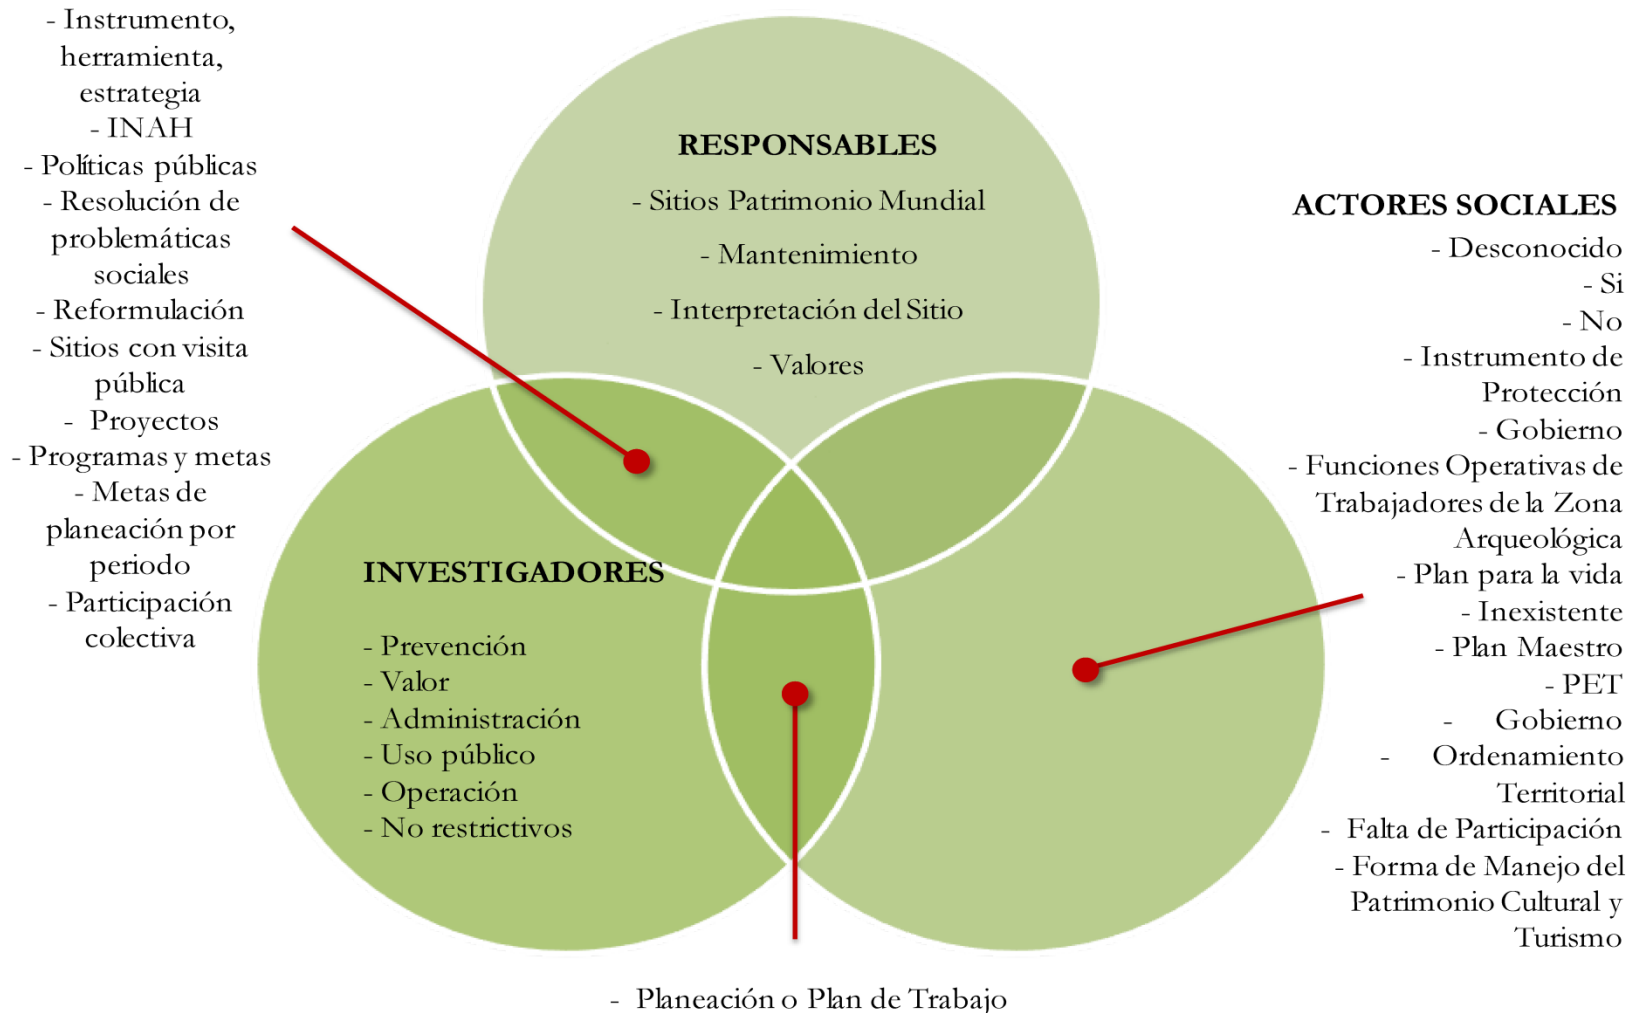 - Instrumento,
herramienta,
estrategia
- INAH
- Políticas públicas
- Resolución de
problemáticas
sociales
- Reformulación
- Sitios con visita
pública
- Proyectos
- Programas y metas
- Metas de
planeación por
periodo
- Participación
colectiva
RESPONSABLES
- Sitios Patrimonio Mundial
- Mantenimiento
- Interpretación del Sitio
- Valores
INVESTIGADORES
- Prevención
- Valor
- Administración
- Uso público
- Operación
- No restrictivos
ACTORES SOCIALES
- Desconocido
- Si
- No
- Instrumento de
Protección
- Gobierno
- Funciones Operativas de
Trabajadores de la Zona
Arqueológica
- Plan para la vida
- Inexistente
- Plan Maestro
- PET
- Gobierno
- Ordenamiento
Territorial
- Falta de Participación
- Forma de Manejo del
Patrimonio Cultural y
Turismo
- Planeación o Plan de Trabajo